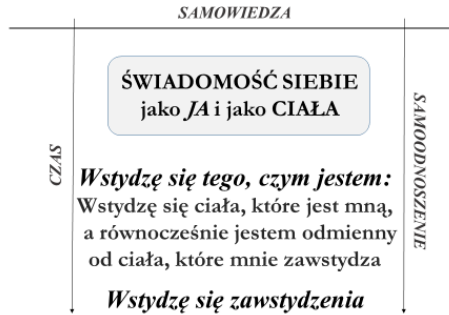 SAMOWIEDZA
ŚWIADOMOŚĆ SIEBIE
jako JA i jako CIAŁA
CZAS
SAMOODNOSZENIE
Wstydzę się tego, czym jestem:
Wstydzę się ciała, które jest mną,
a równocześnie jestem odmienny
od ciała, które mnie zawstydza
Wstydzę się zawstydzenia